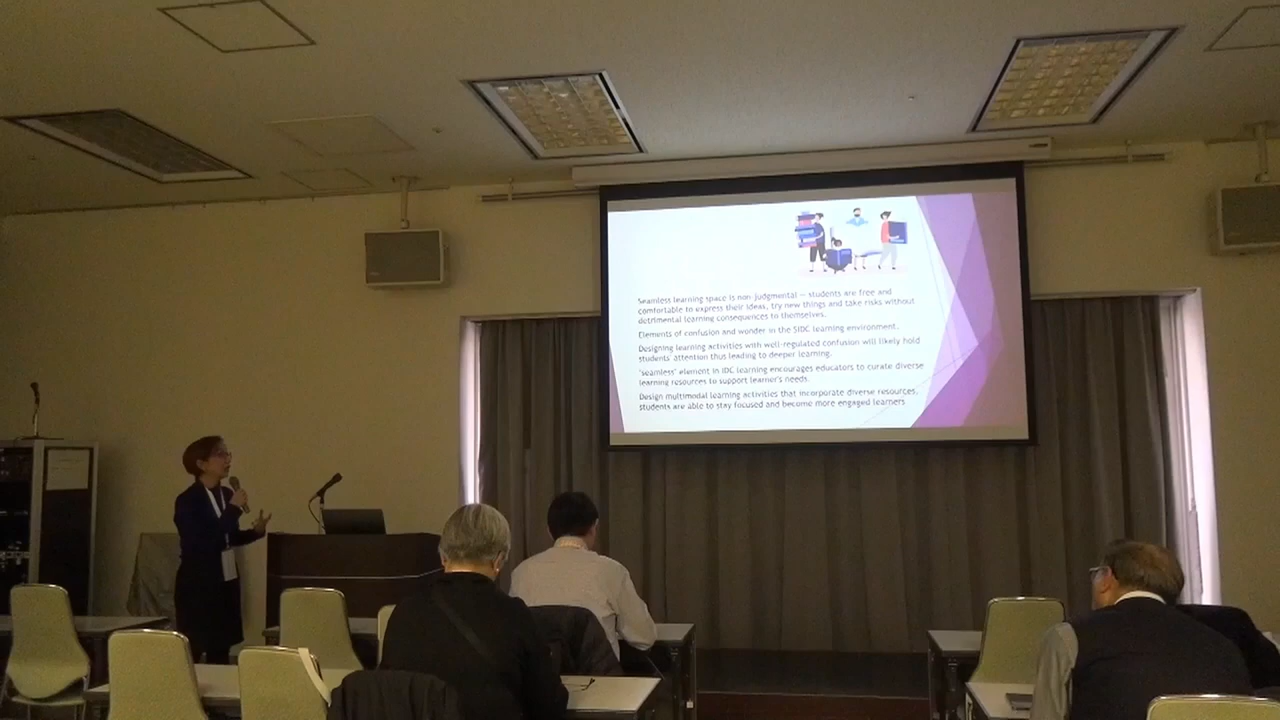 Seamless learning space is non-judgmental – students are free and
comfortable to express their ideas, try new things and take risks without
detrimental learning consequences to themselves.
Elements of confusion and wonder in the SIDC learning environment.
Designing learning activities with well-regulated confusion will likely hold
students' attention thus leading to deeper learning.
'seamless' element in IDC learning encourages educators to curate diverse
learning resources to support learner's needs.
Design multimodal learning activities that incorporate diverse resources,
students are able to stay focused and become more engaged learners